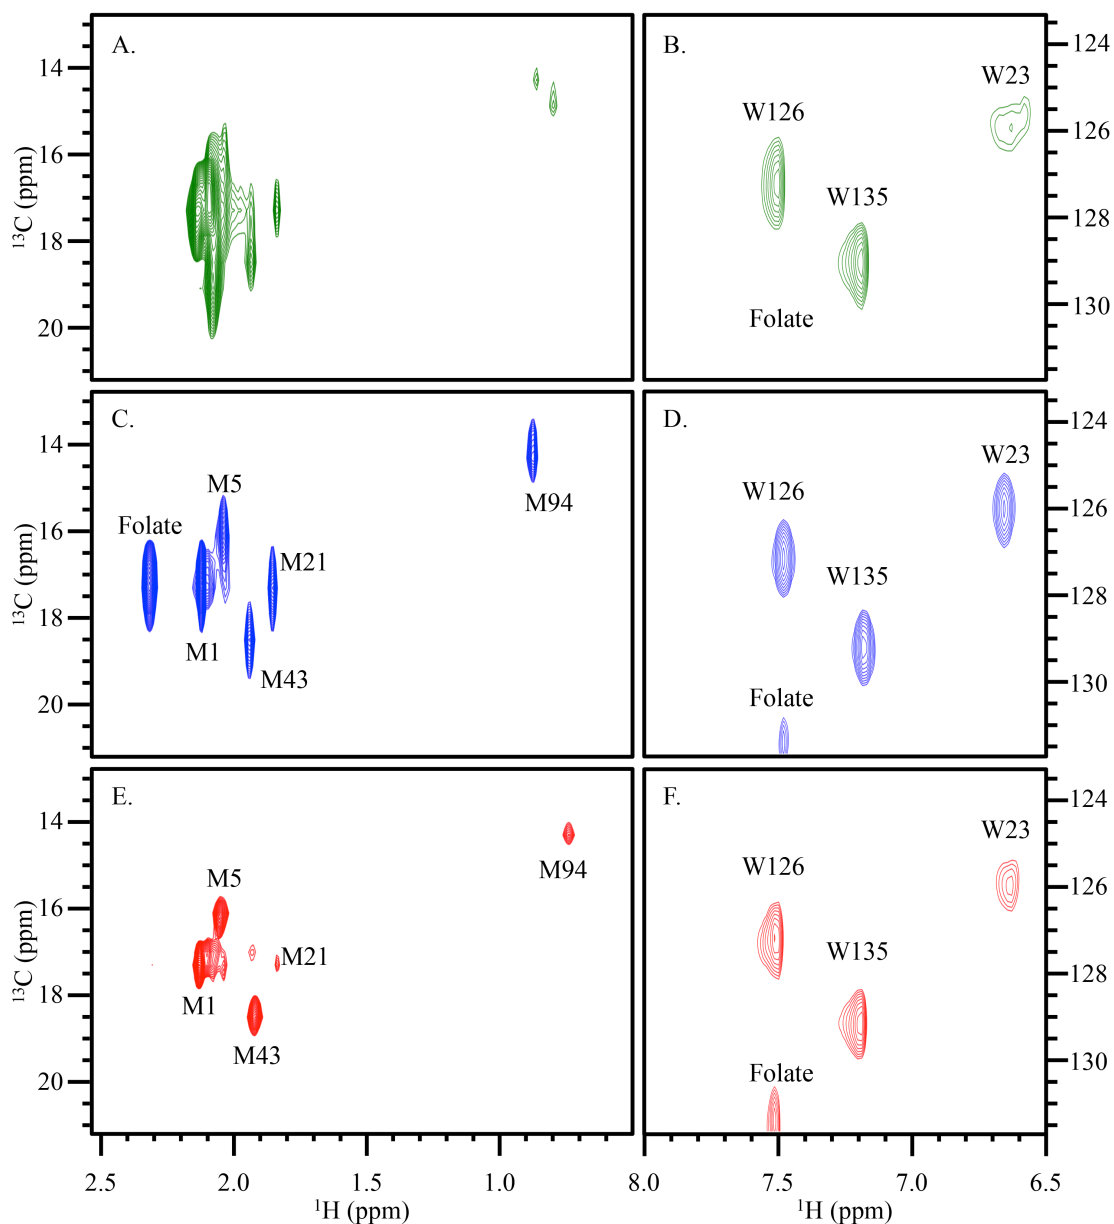 A.
14
16
18
20
¹³C (ppm)
B.
W23
W126
W135
Folate
124
126
128
130
C.
14
16
18
20
¹³C (ppm)
M5
Folate
M94
M21
M1
M43
D.
W23
W126
W135
Folate
124
126
128
130
E.
14
16
18
20
¹³C (ppm)
M94
M5
M21
M1
M43
2.5 2.0 1.5 1.0
¹H (ppm)
F.
W23
W126
W135
Folate
124
126
128
130
8.0 7.5 7.0 6.5
¹H (ppm)